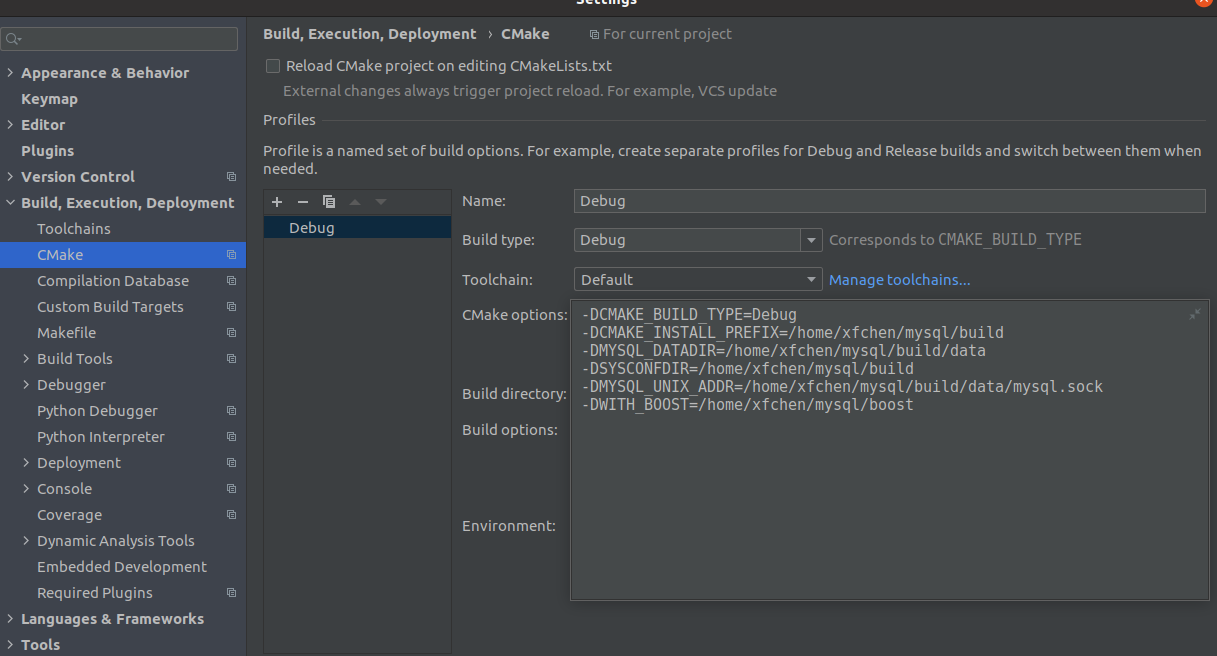 Settings
Appearance & Behavior
Keymap
Editor
Plugins
Version Control
Build, Execution, Deployment
Toolchains
CMake
Compilation Database
Custom Build Targets
Makefile
Build Tools
Debugger
Python Debugger
Python Interpreter
Deployment
Console
Coverage
Dynamic Analysis Tools
Embedded Development
Required Plugins
Languages & Frameworks
Tools
Build, Execution, Deployment › CMake For current project
Reload CMake project on editing CMakeLists.txt
External changes always trigger project reload. For example, VCS update
Profiles
Profile is a named set of build options. For example, create separate profiles for Debug and Release builds and switch between them when
needed.
Debug
Name: Debug
Build type: Debug Corresponds to CMAKE_BUILD_TYPE
Toolchain: Default Manage toolchains...
CMake options:
-DCMAKE_BUILD_TYPE=Debug
-DCMAKE_INSTALL_PREFIX=/home/xfchen/mysql/build
-DMYSQL_DATADIR=/home/xfchen/mysql/build/data
-DSYSCONFDIR=/home/xfchen/mysql/build
-DMYSQL_UNIX_ADDR=/home/xfchen/mysql/build/data/mysql.sock
-DWITH_BOOST=/home/xfchen/mysql/boost
Build directory:
Build options:
Environment: